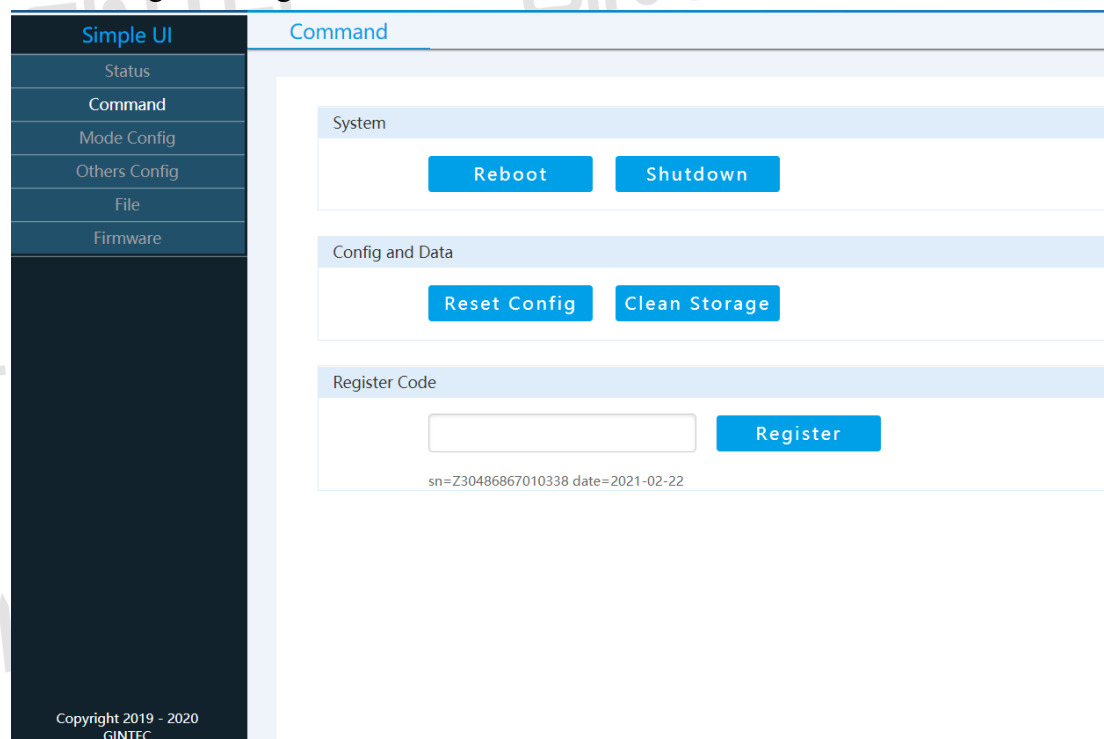 Simple UI
Status
Command
Mode Config
Others Config
File
Firmware
Copyright 2019 - 2020
GINTEC
Command
System
Reboot Shutdown
Config and Data
Reset Config Clean Storage
Register Code
Register
sn=Z30486867010338 date=2021-02-22